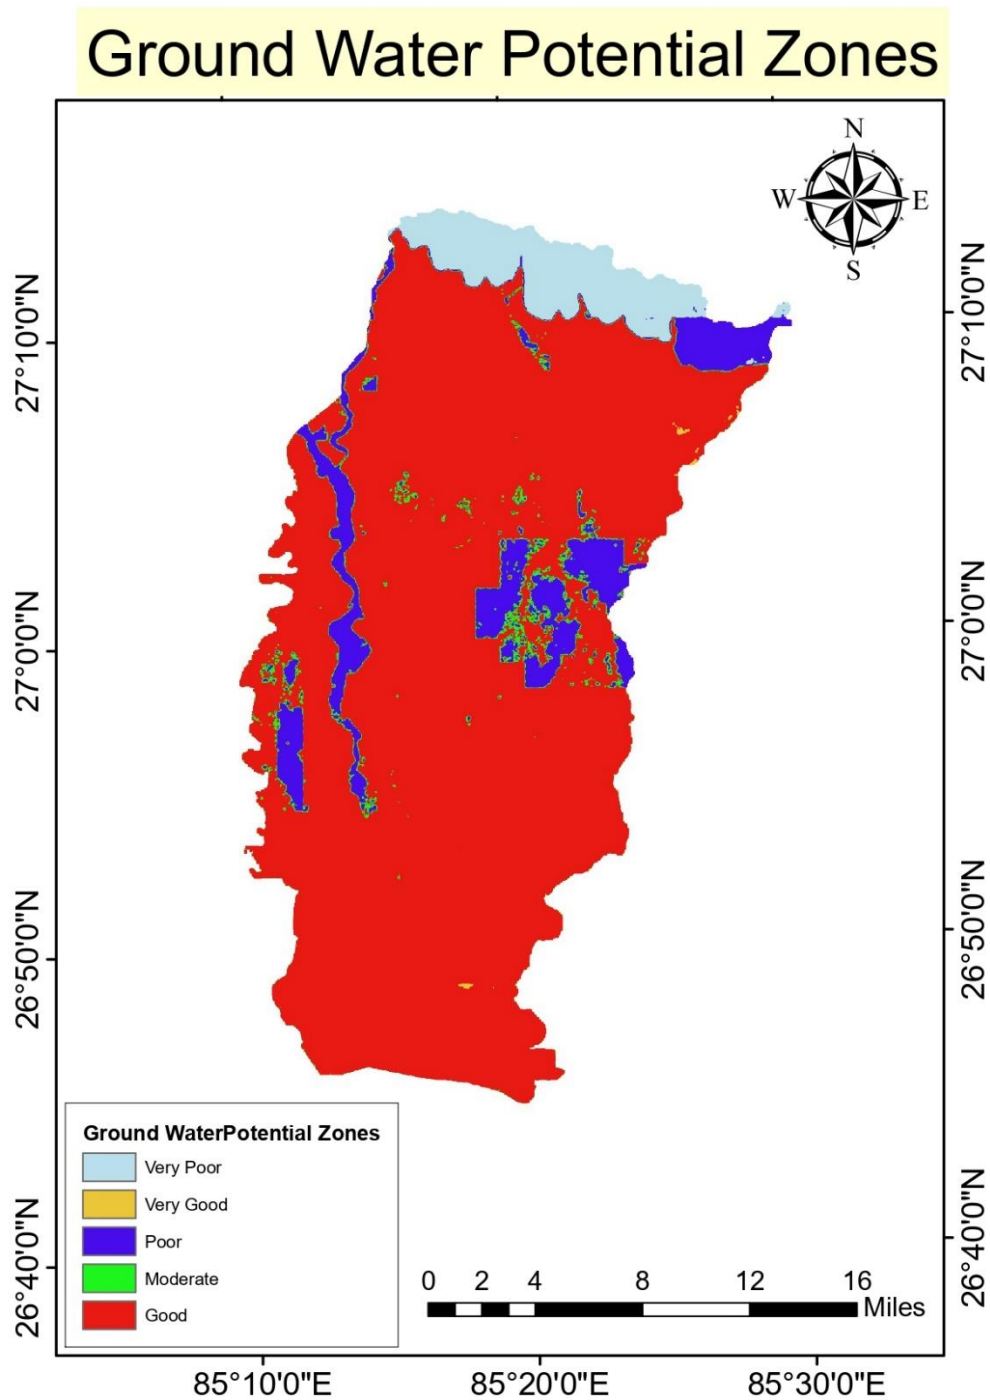 Ground Water Potential Zones
N
W E
S
27°10'0"N 27°10'0"N
27°0'0"N 27°0'0"N
26°50'0"N 26°50'0"N
Ground WaterPotential Zones
Very Poor
Very Good
Poor
Moderate
Good
26°40'0"N 26°40'0"N
0 2 4 8 12 16
Miles
85°10'0"E 85°20'0"E 85°30'0"E